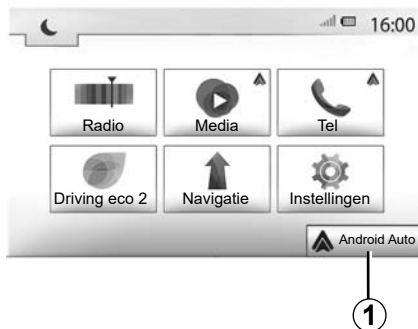 16:00
Radio
Media
Tel
Driving eco 2
Navigatie
Instellingen
Android Auto
1